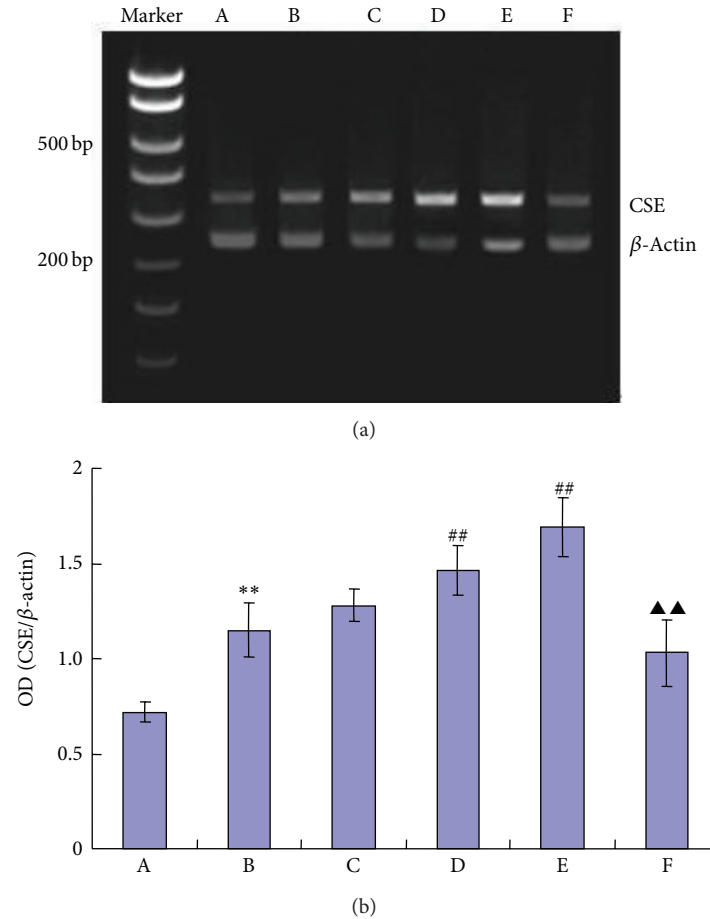 Marker A B C D E F
500 bp
CSE
β-Actin
200 bp
(a)
2
##
##
1.5
**
▲▲
1.0
OD (CSE/β-actin)
0.5
0
A B C D E F
(b)